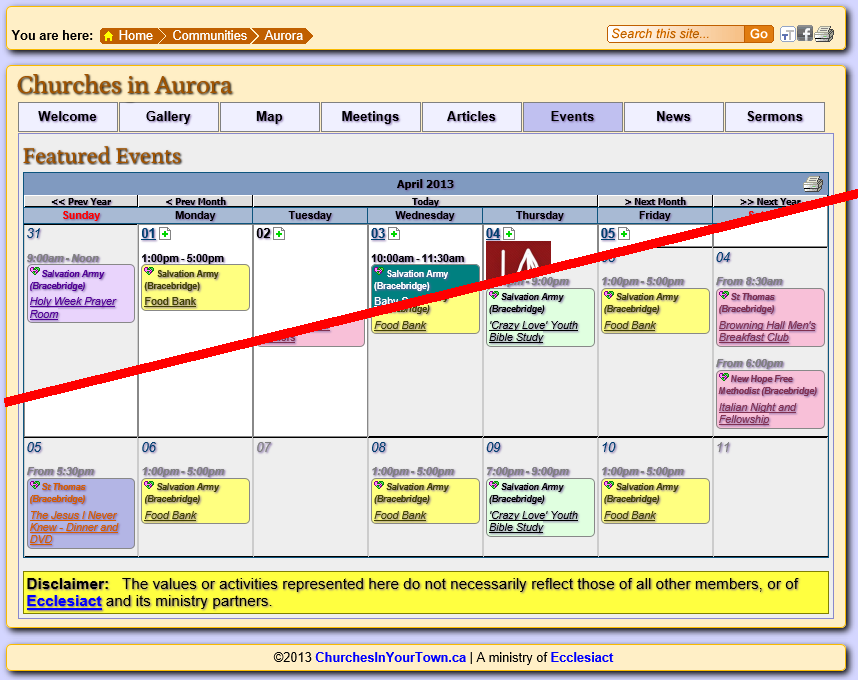 You are here: Home Communities Aurora Search this site... Go
Churches in Aurora
Welcome Gallery Map Meetings Articles Events News Sermons
Featured Events
April 2013
<< Prev Year < Prev Month Today > Next Month >> Next Year
Sunday Monday Tuesday Wednesday Thursday Friday
31 01 02 03 04 05
9:00am - Noon 1:00pm - 5:00pm 10:00am - 11:30am
Salvation Army Salvation Army Salvation Army
(Bracebridge) (Bracebridge) (Bracebridge)
Holy Week Prayer Food Bank Baby
Room
Food Bank
- 9:00pm
Salvation Army
(Bracebridge)
'Crazy Love' Youth
Bible Study
1:00pm - 5:00pm
Salvation Army
(Bracebridge)
Food Bank
04
From 8:30am
St Thomas
(Bracebridge)
Browning Hall Men's
Breakfast Club
From 6:00pm
New Hope Free
Methodist (Bracebridge)
Italian Night and
Fellowship
05 06 07 08 09 10 11
From 5:30pm 1:00pm - 5:00pm 1:00pm - 5:00pm 7:00pm - 9:00pm 1:00pm - 5:00pm
St Thomas Salvation Army Salvation Army Salvation Army Salvation Army
(Bracebridge) (Bracebridge) (Bracebridge) (Bracebridge) (Bracebridge)
The Jesus I Never Food Bank Food Bank 'Crazy Love' Youth Food Bank
Knew - Dinner and Bible Study
DVD
Disclaimer: The values or activities represented here do not necessarily reflect those of all other members, or of
Ecclesiact and its ministry partners.
©2013 ChurchesInYourTown.ca | A ministry of Ecclesiact